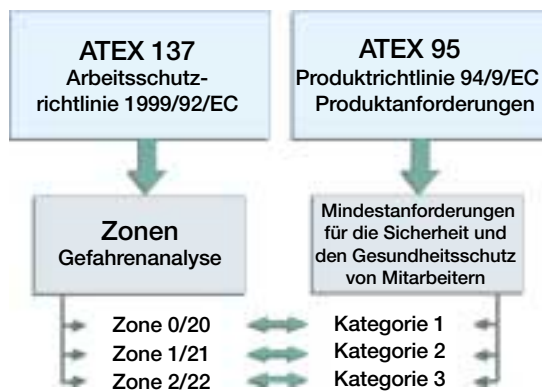 ATEX 137
Arbeitsschutz-
richtlinie 1999/92/EC
ATEX 95
Produktrichtlinie 94/9/EC
Produktanforderungen
Zonen
Gefahrenanalyse
Mindestanforderungen
für die Sicherheit und
den Gesundheitsschutz
von Mitarbeitern
Zone 0/20
Kategorie 1
Zone 1/21
Kategorie 2
Zone 2/22
Kategorie 3